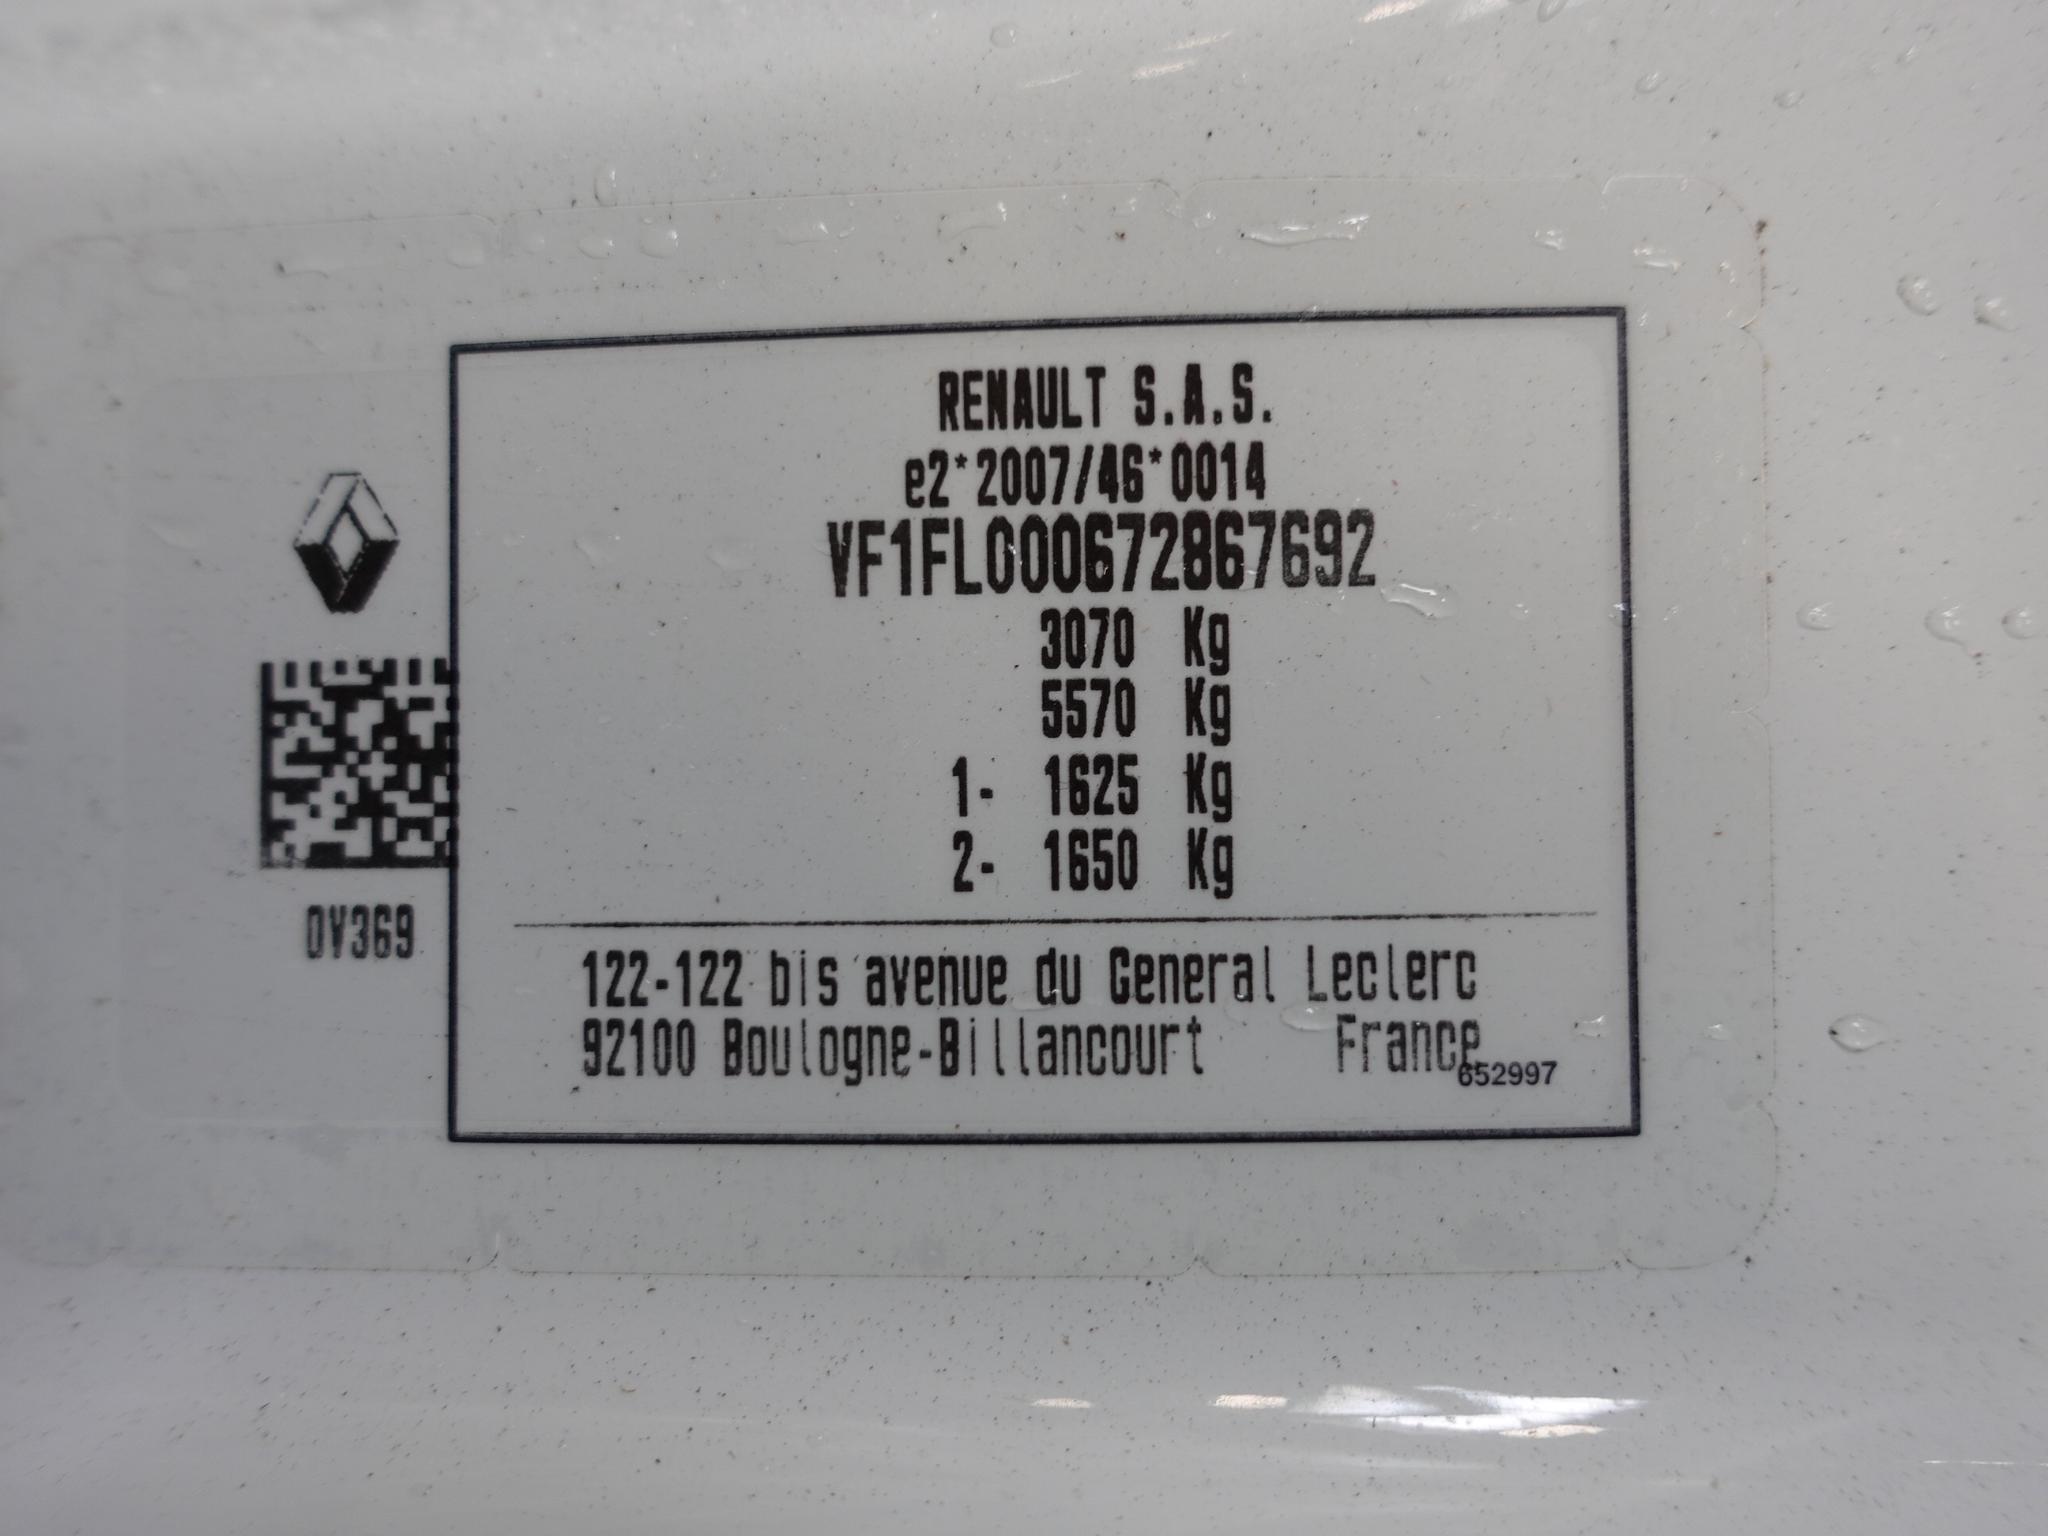 RENAULT S.A.S.
e2*2007/46*0014
VF1FL000672867692
3070 Kg
5570 Kg
1- 1625 Kg
2- 1650 Kg
0V369
122-122 bis avenue du General Leclerc
92100 Boulogne-Billancourt France
652997